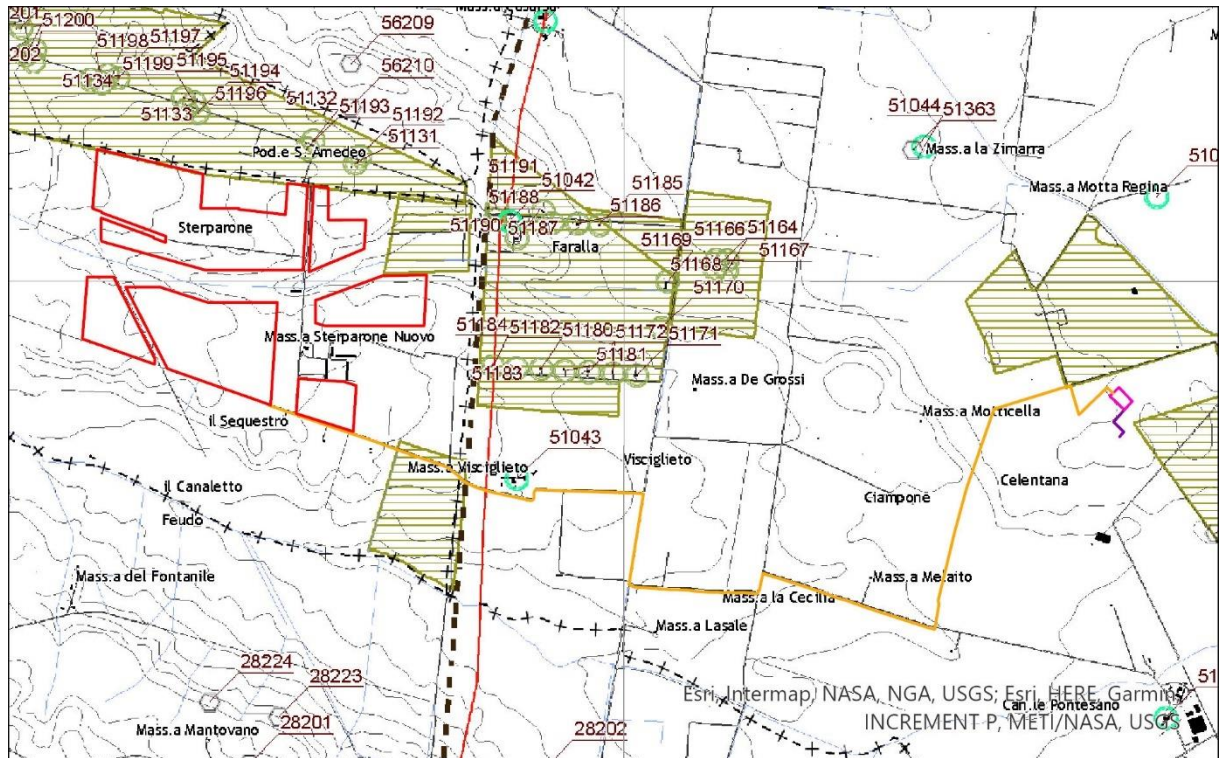 Mass.a Casarsa
201
51200
51197
51198
202
51199
51195
51134
51194
51196
51132
51133
51193
51192
51131
56209
56210
Pod.e S. Amedeo
51044
51363
Mass.a la Zimarra
510
Mass.a Motta Regina
51191
51042
51185
51188
51186
51190
51187
Sterparone
Faralla
51169
51166
51164
51168
51167
51170
51184
51182
51180
51172
51171
Mass.a Sterparone Nuovo
51183
51181
Mass.a De Grossi
il Sequestro
Mass.a Motticella
51043
Visciglieto
Mass.a Visciglieto
il Canaletto
Ciampone
Celentana
Feudo
Mass.a del Fontanile
Mass.a Melaito
Mass.a la Cecilia
Mass.a Lasale
28224
28223
51
Esri, Intermap, NASA, NGA, USGS; Esri, HERE, Garmin,
Can.le Pontesano
INCREMENT P, METI/NASA, USGS
28201
28202
Mass.a Mantovano